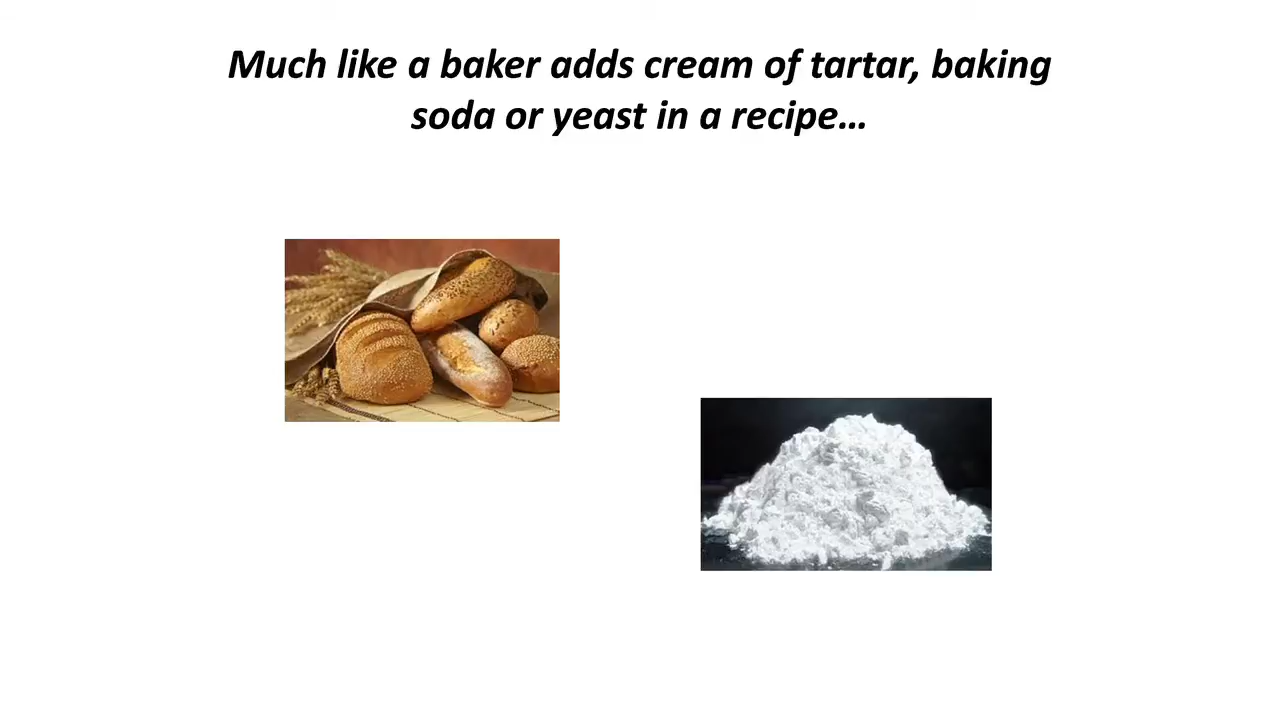 Much like a baker adds cream of tartar, baking
soda or yeast in a recipe…